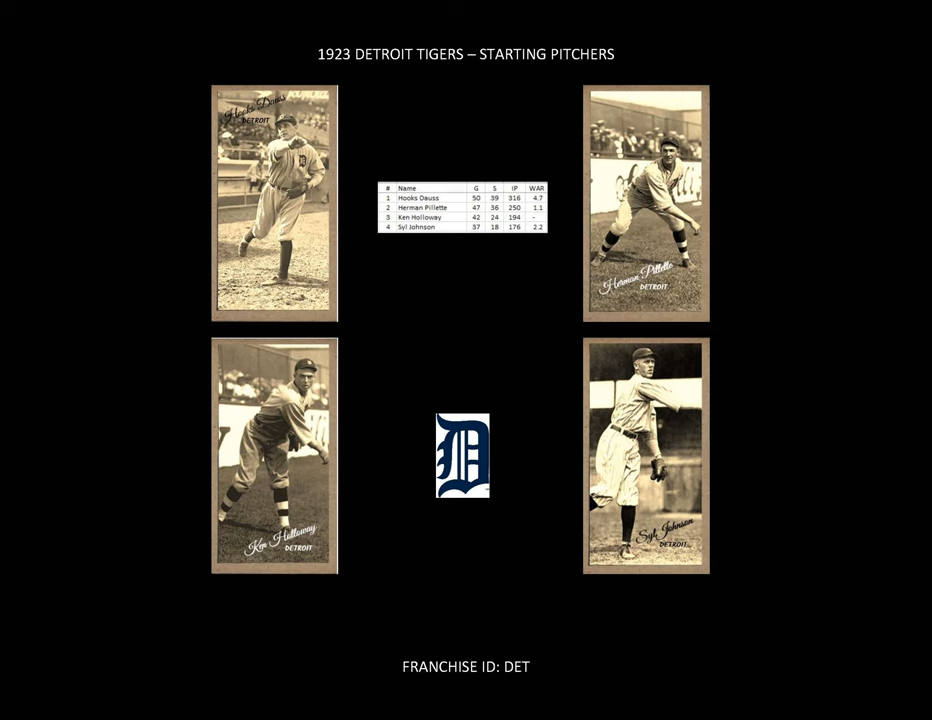 1923 DETROIT TIGERS – STARTING PITCHERS
Hooks Dauss
DETROIT
# Name G S IP WAR
1 Hooks Dauss 50 39 316 4.7
2 Herman Pillette 47 36 250 1.1
3 Ken Holloway 42 24 194 -
4 Syl Johnson 37 18 176 2.2
Herman Pillette
DETROIT
Ken Holloway
DETROIT
D
Syl Johnson
DETROIT
FRANCHISE ID: DET